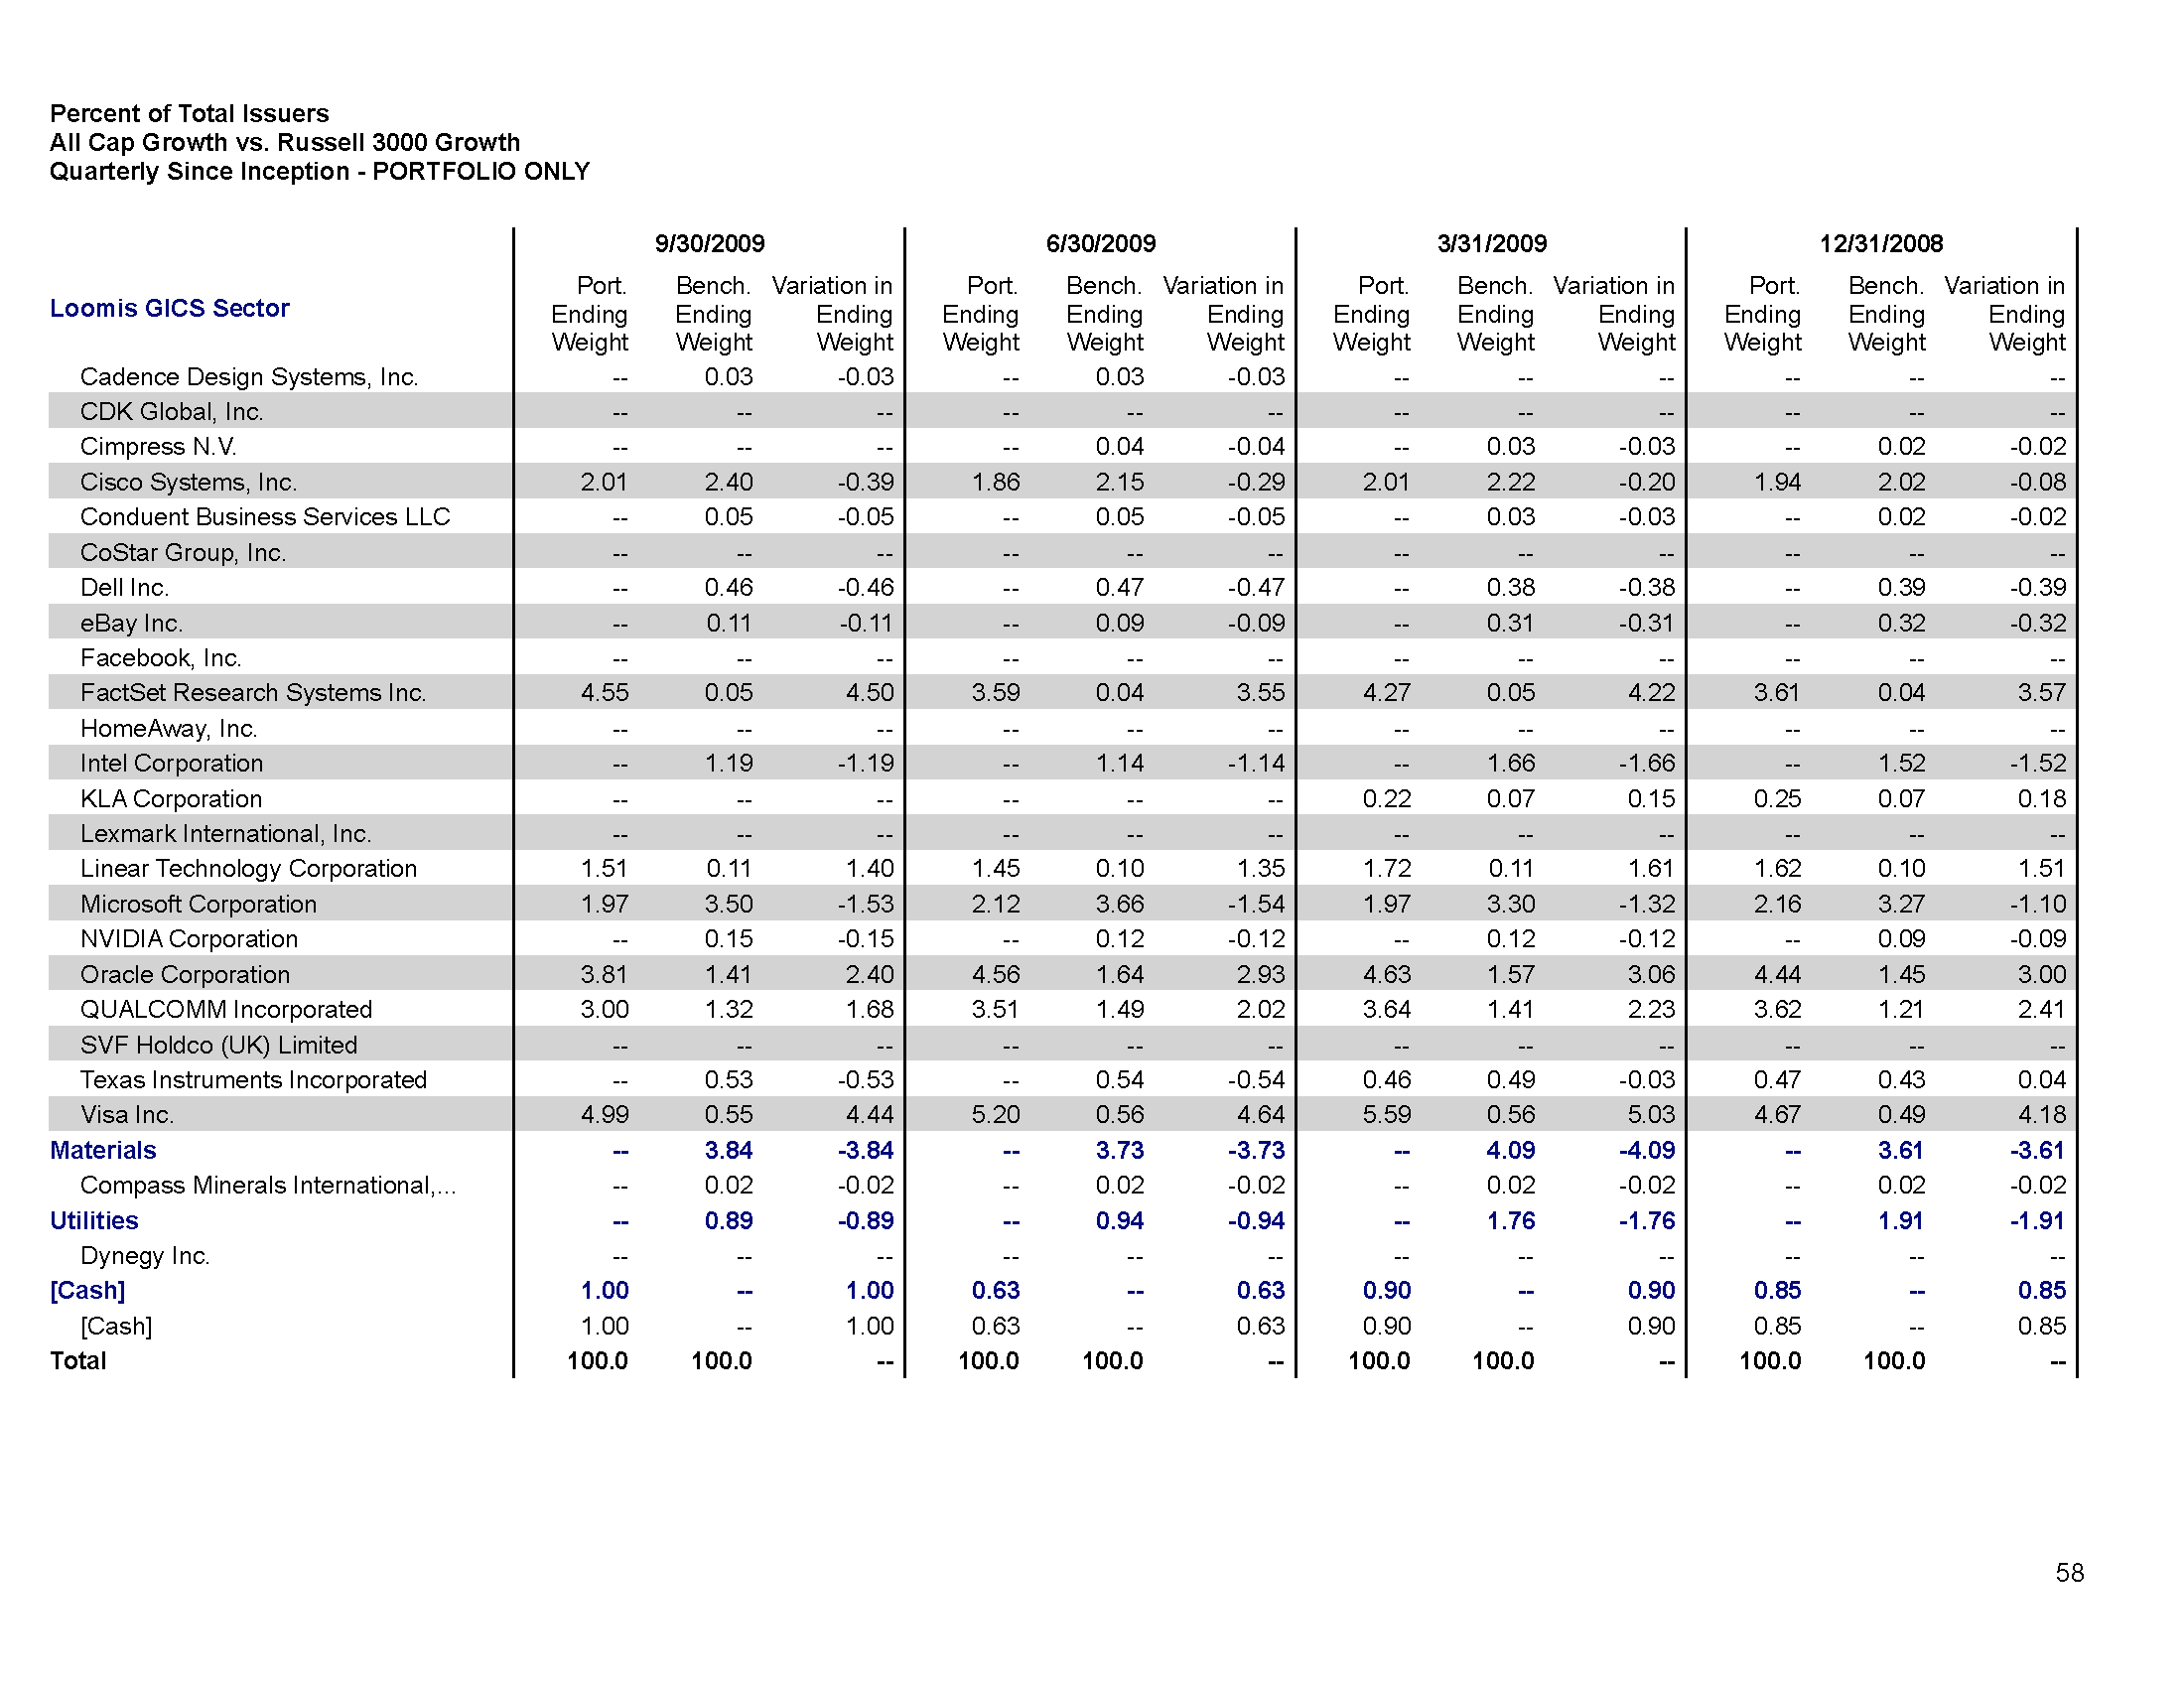 Percent of Total Issuers
All Cap Growth vs. Russell 3000 Growth
Quarterly Since Inception - PORTFOLIO ONLY
9/30/2009 6/30/2009 3/31/2009 12/31/2008
Loomis GICS Sector
Port. Bench. Variation in Port. Bench. Variation in Port. Bench. Variation in Port. Bench. Variation in
Ending Ending Ending Ending Ending Ending Ending Ending Ending Ending Ending Ending
Weight Weight Weight Weight Weight Weight Weight Weight Weight Weight Weight Weight
Cadence Design Systems, Inc. -- 0.03 -0.03 -- 0.03 -0.03 -- -- -- -- -- --
CDK Global, Inc. -- -- -- -- -- -- -- -- -- -- -- --
Cimpress N.V. -- -- -- -- 0.04 -0.04 -- 0.03 -0.03 -- 0.02 -0.02
Cisco Systems, Inc. 2.01 2.40 -0.39 1.86 2.15 -0.29 2.01 2.22 -0.20 1.94 2.02 -0.08
Conduent Business Services LLC -- 0.05 -0.05 -- 0.05 -0.05 -- 0.03 -0.03 -- 0.02 -0.02
CoStar Group, Inc. -- -- -- -- -- -- -- -- -- -- -- --
Dell Inc. -- 0.46 -0.46 -- 0.47 -0.47 -- 0.38 -0.38 -- 0.39 -0.39
eBay Inc. -- 0.11 -0.11 -- 0.09 -0.09 -- 0.31 -0.31 -- 0.32 -0.32
Facebook, Inc. -- -- -- -- -- -- -- -- -- -- -- --
FactSet Research Systems Inc. 4.55 0.05 4.50 3.59 0.04 3.55 4.27 0.05 4.22 3.61 0.04 3.57
HomeAway, Inc. -- -- -- -- -- -- -- -- -- -- -- --
Intel Corporation -- 1.19 -1.19 -- 1.14 -1.14 -- 1.66 -1.66 -- 1.52 -1.52
KLA Corporation -- -- -- -- -- -- 0.22 0.07 0.15 0.25 0.07 0.18
Lexmark International, Inc. -- -- -- -- -- -- -- -- -- -- -- --
Linear Technology Corporation 1.51 0.11 1.40 1.45 0.10 1.35 1.72 0.11 1.61 1.62 0.10 1.51
Microsoft Corporation 1.97 3.50 -1.53 2.12 3.66 -1.54 1.97 3.30 -1.32 2.16 3.27 -1.10
NVIDIA Corporation -- 0.15 -0.15 -- 0.12 -0.12 -- 0.12 -0.12 -- 0.09 -0.09
Oracle Corporation 3.81 1.41 2.40 4.56 1.64 2.93 4.63 1.57 3.06 4.44 1.45 3.00
QUALCOMM Incorporated 3.00 1.32 1.68 3.51 1.49 2.02 3.64 1.41 2.23 3.62 1.21 2.41
SVF Holdco (UK) Limited -- -- -- -- -- -- -- -- -- -- -- --
Texas Instruments Incorporated -- 0.53 -0.53 -- 0.54 -0.54 0.46 0.49 -0.03 0.47 0.43 0.04
Visa Inc. 4.99 0.55 4.44 5.20 0.56 4.64 5.59 0.56 5.03 4.67 0.49 4.18
Materials -- 3.84 -3.84 -- 3.73 -3.73 -- 4.09 -4.09 -- 3.61 -3.61
Compass Minerals International,... -- 0.02 -0.02 -- 0.02 -0.02 -- 0.02 -0.02 -- 0.02 -0.02
Utilities -- 0.89 -0.89 -- 0.94 -0.94 -- 1.76 -1.76 -- 1.91 -1.91
Dynegy Inc. -- -- -- -- -- -- -- -- -- -- -- --
[Cash] 1.00 -- 1.00 0.63 -- 0.63 0.90 -- 0.90 0.85 -- 0.85
[Cash] 1.00 -- 1.00 0.63 -- 0.63 0.90 -- 0.90 0.85 -- 0.85
Total 100.0 100.0 -- 100.0 100.0 -- 100.0 100.0 -- 100.0 100.0 --
58